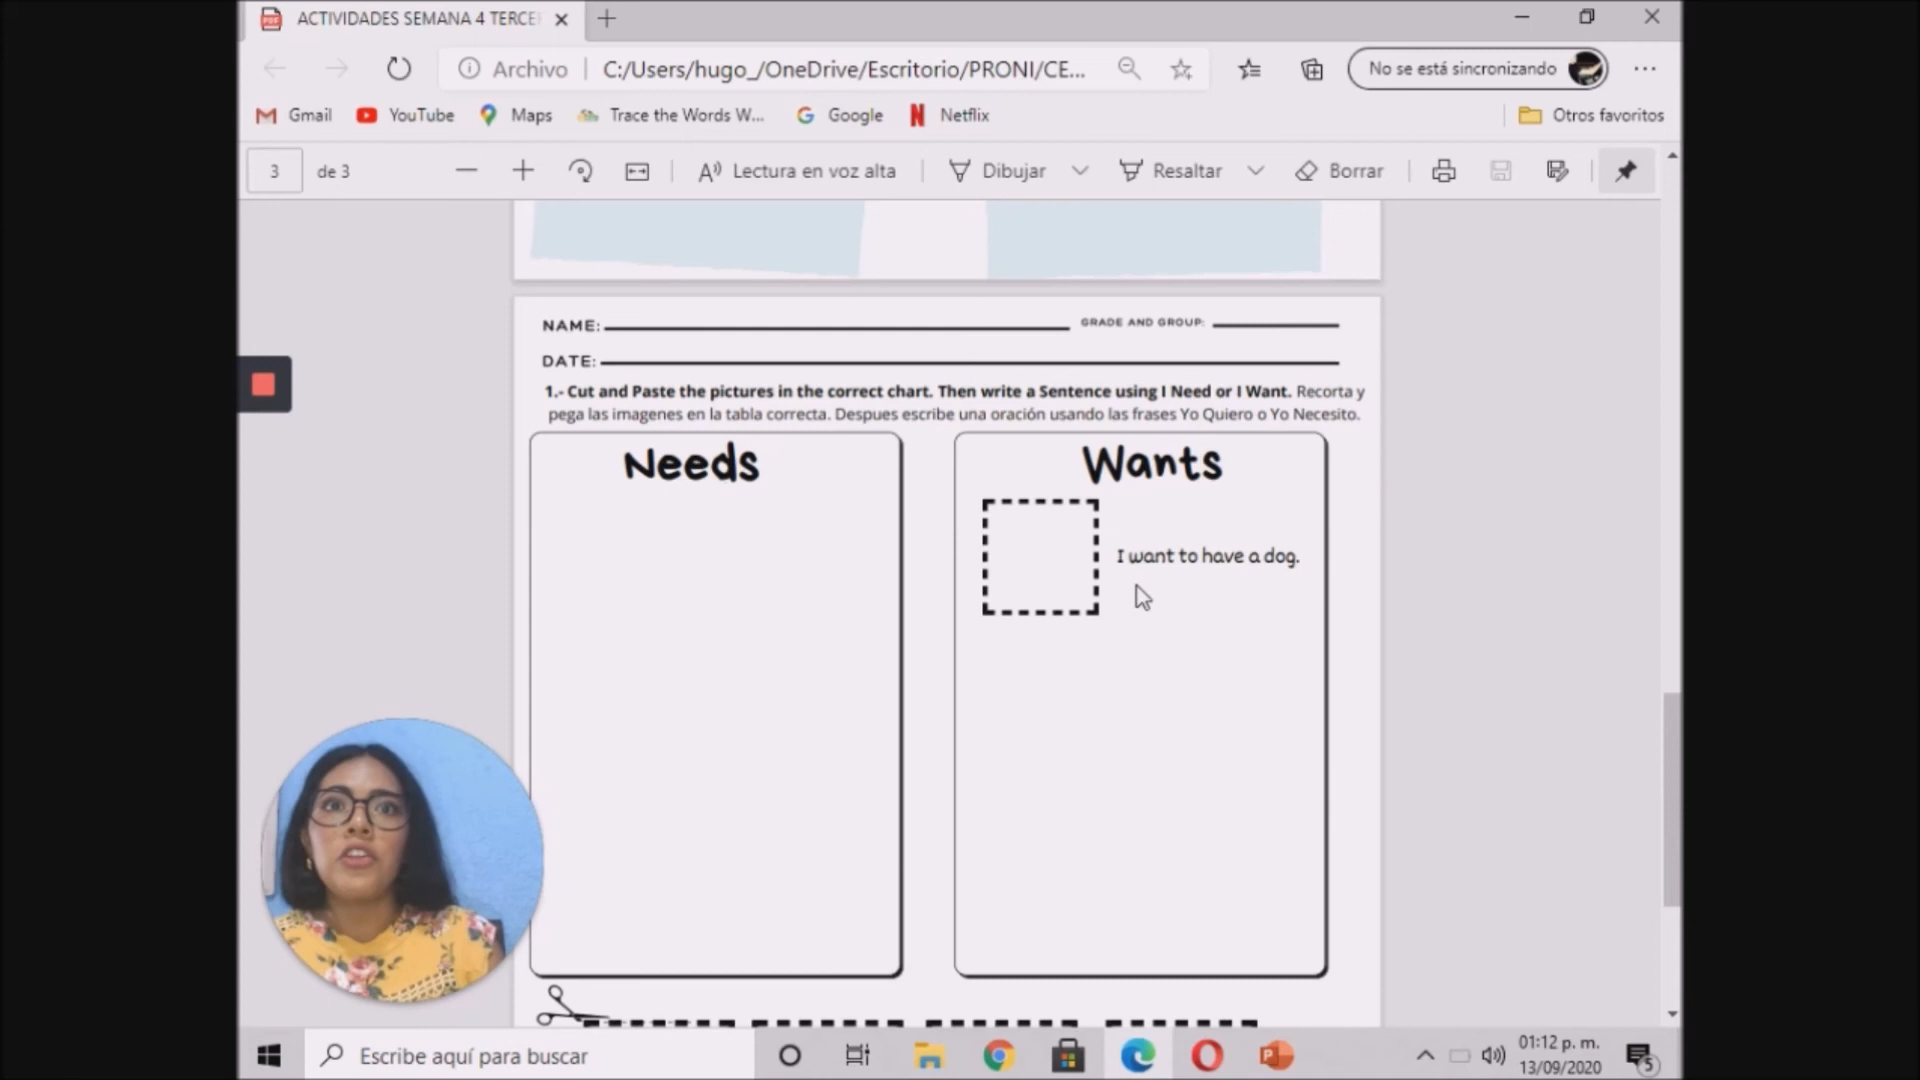 ACTIVIDADES SEMANA 4 TERCE
Archivo C:/Users/hugo_/OneDrive/Escritorio/PRONI/CE... No se está sincronizando
Gmail YouTube Maps Trace the Words W... Google Netflix Otros favoritos
3 de 3 Lectura en voz alta Dibujar Resaltar Borrar
NAME: GRADE AND GROUP:
DATE:
1.- Cut and Paste the pictures in the correct chart. Then write a Sentence using I Need or I Want. Recorta y
pega las imagenes en la tabla correcta. Despues escribe una oración usando las frases Yo Quiero o Yo Necesito.
Needs Wants
I want to have a dog.
Escribe aquí para buscar
01:12 p. m.
13/09/2020
5